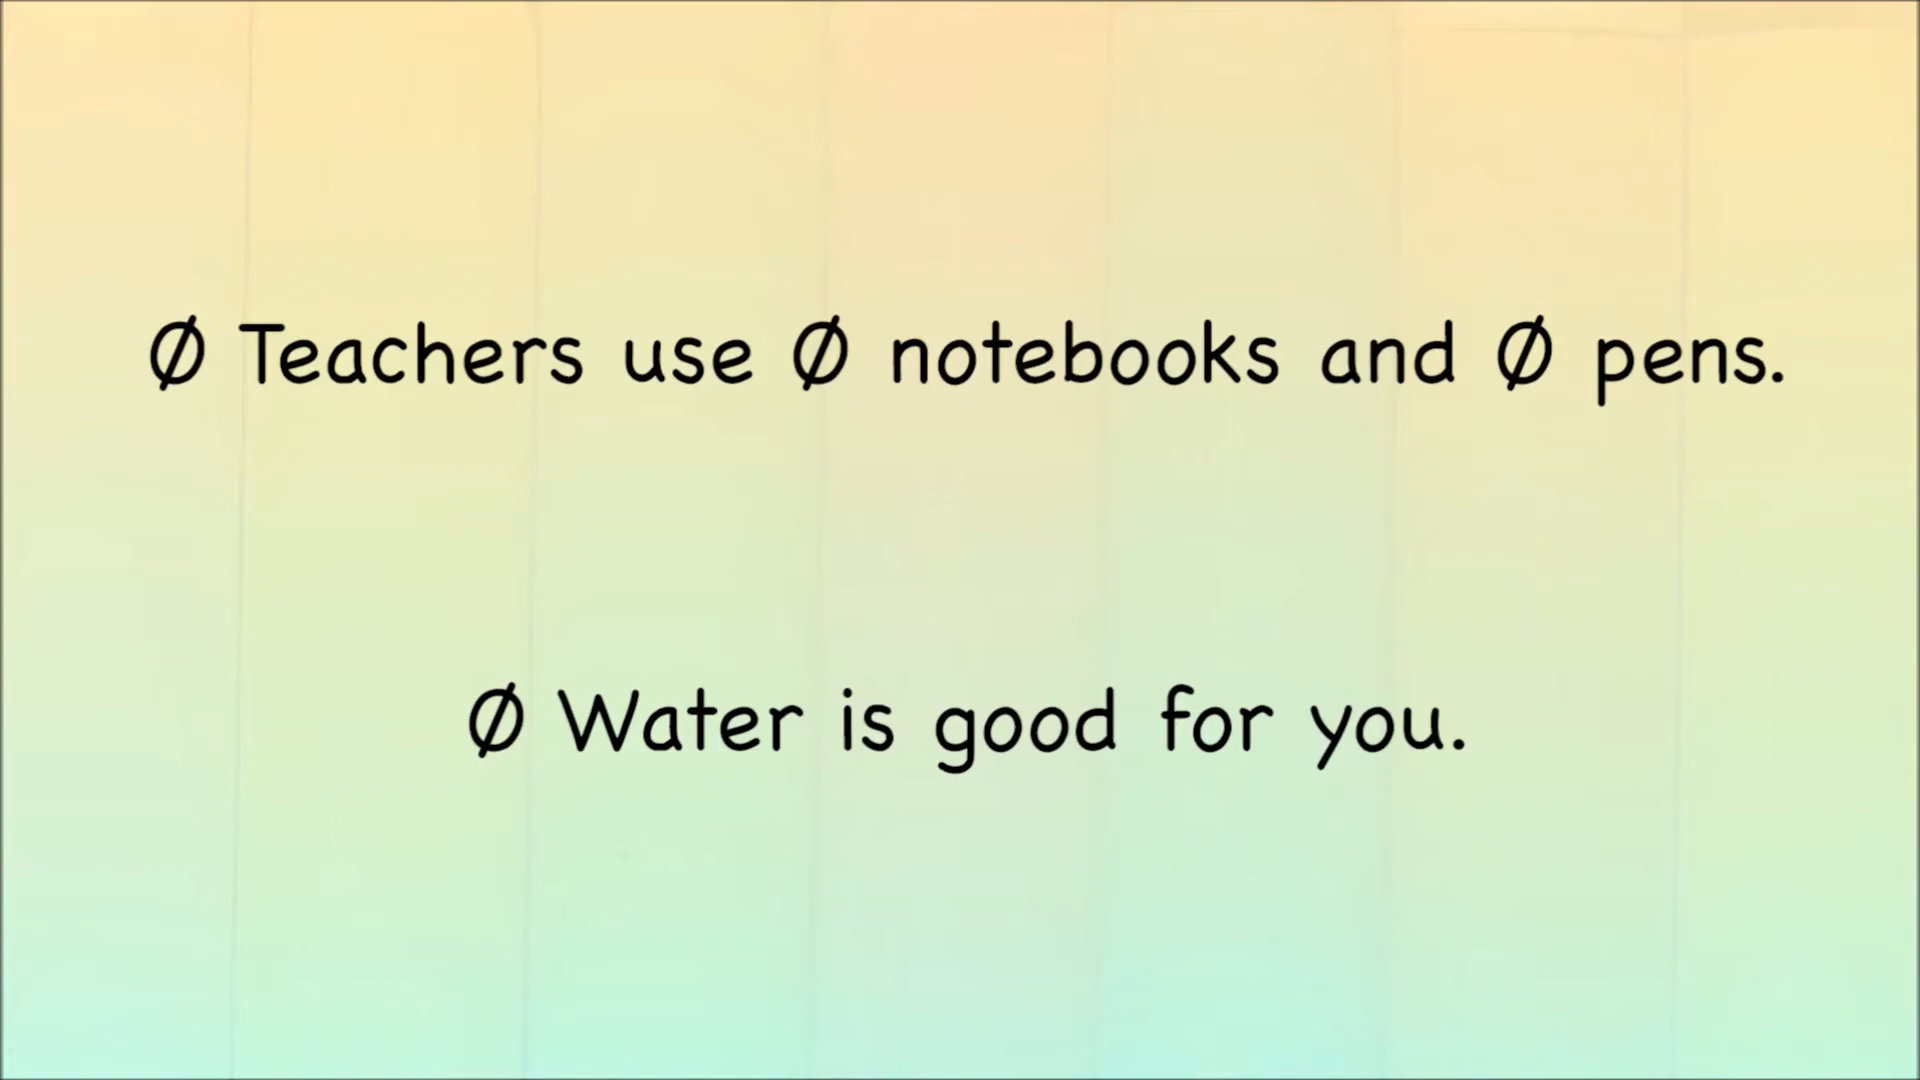 Ø Teachers use Ø notebooks and Ø pens.
Ø Water is good for you.